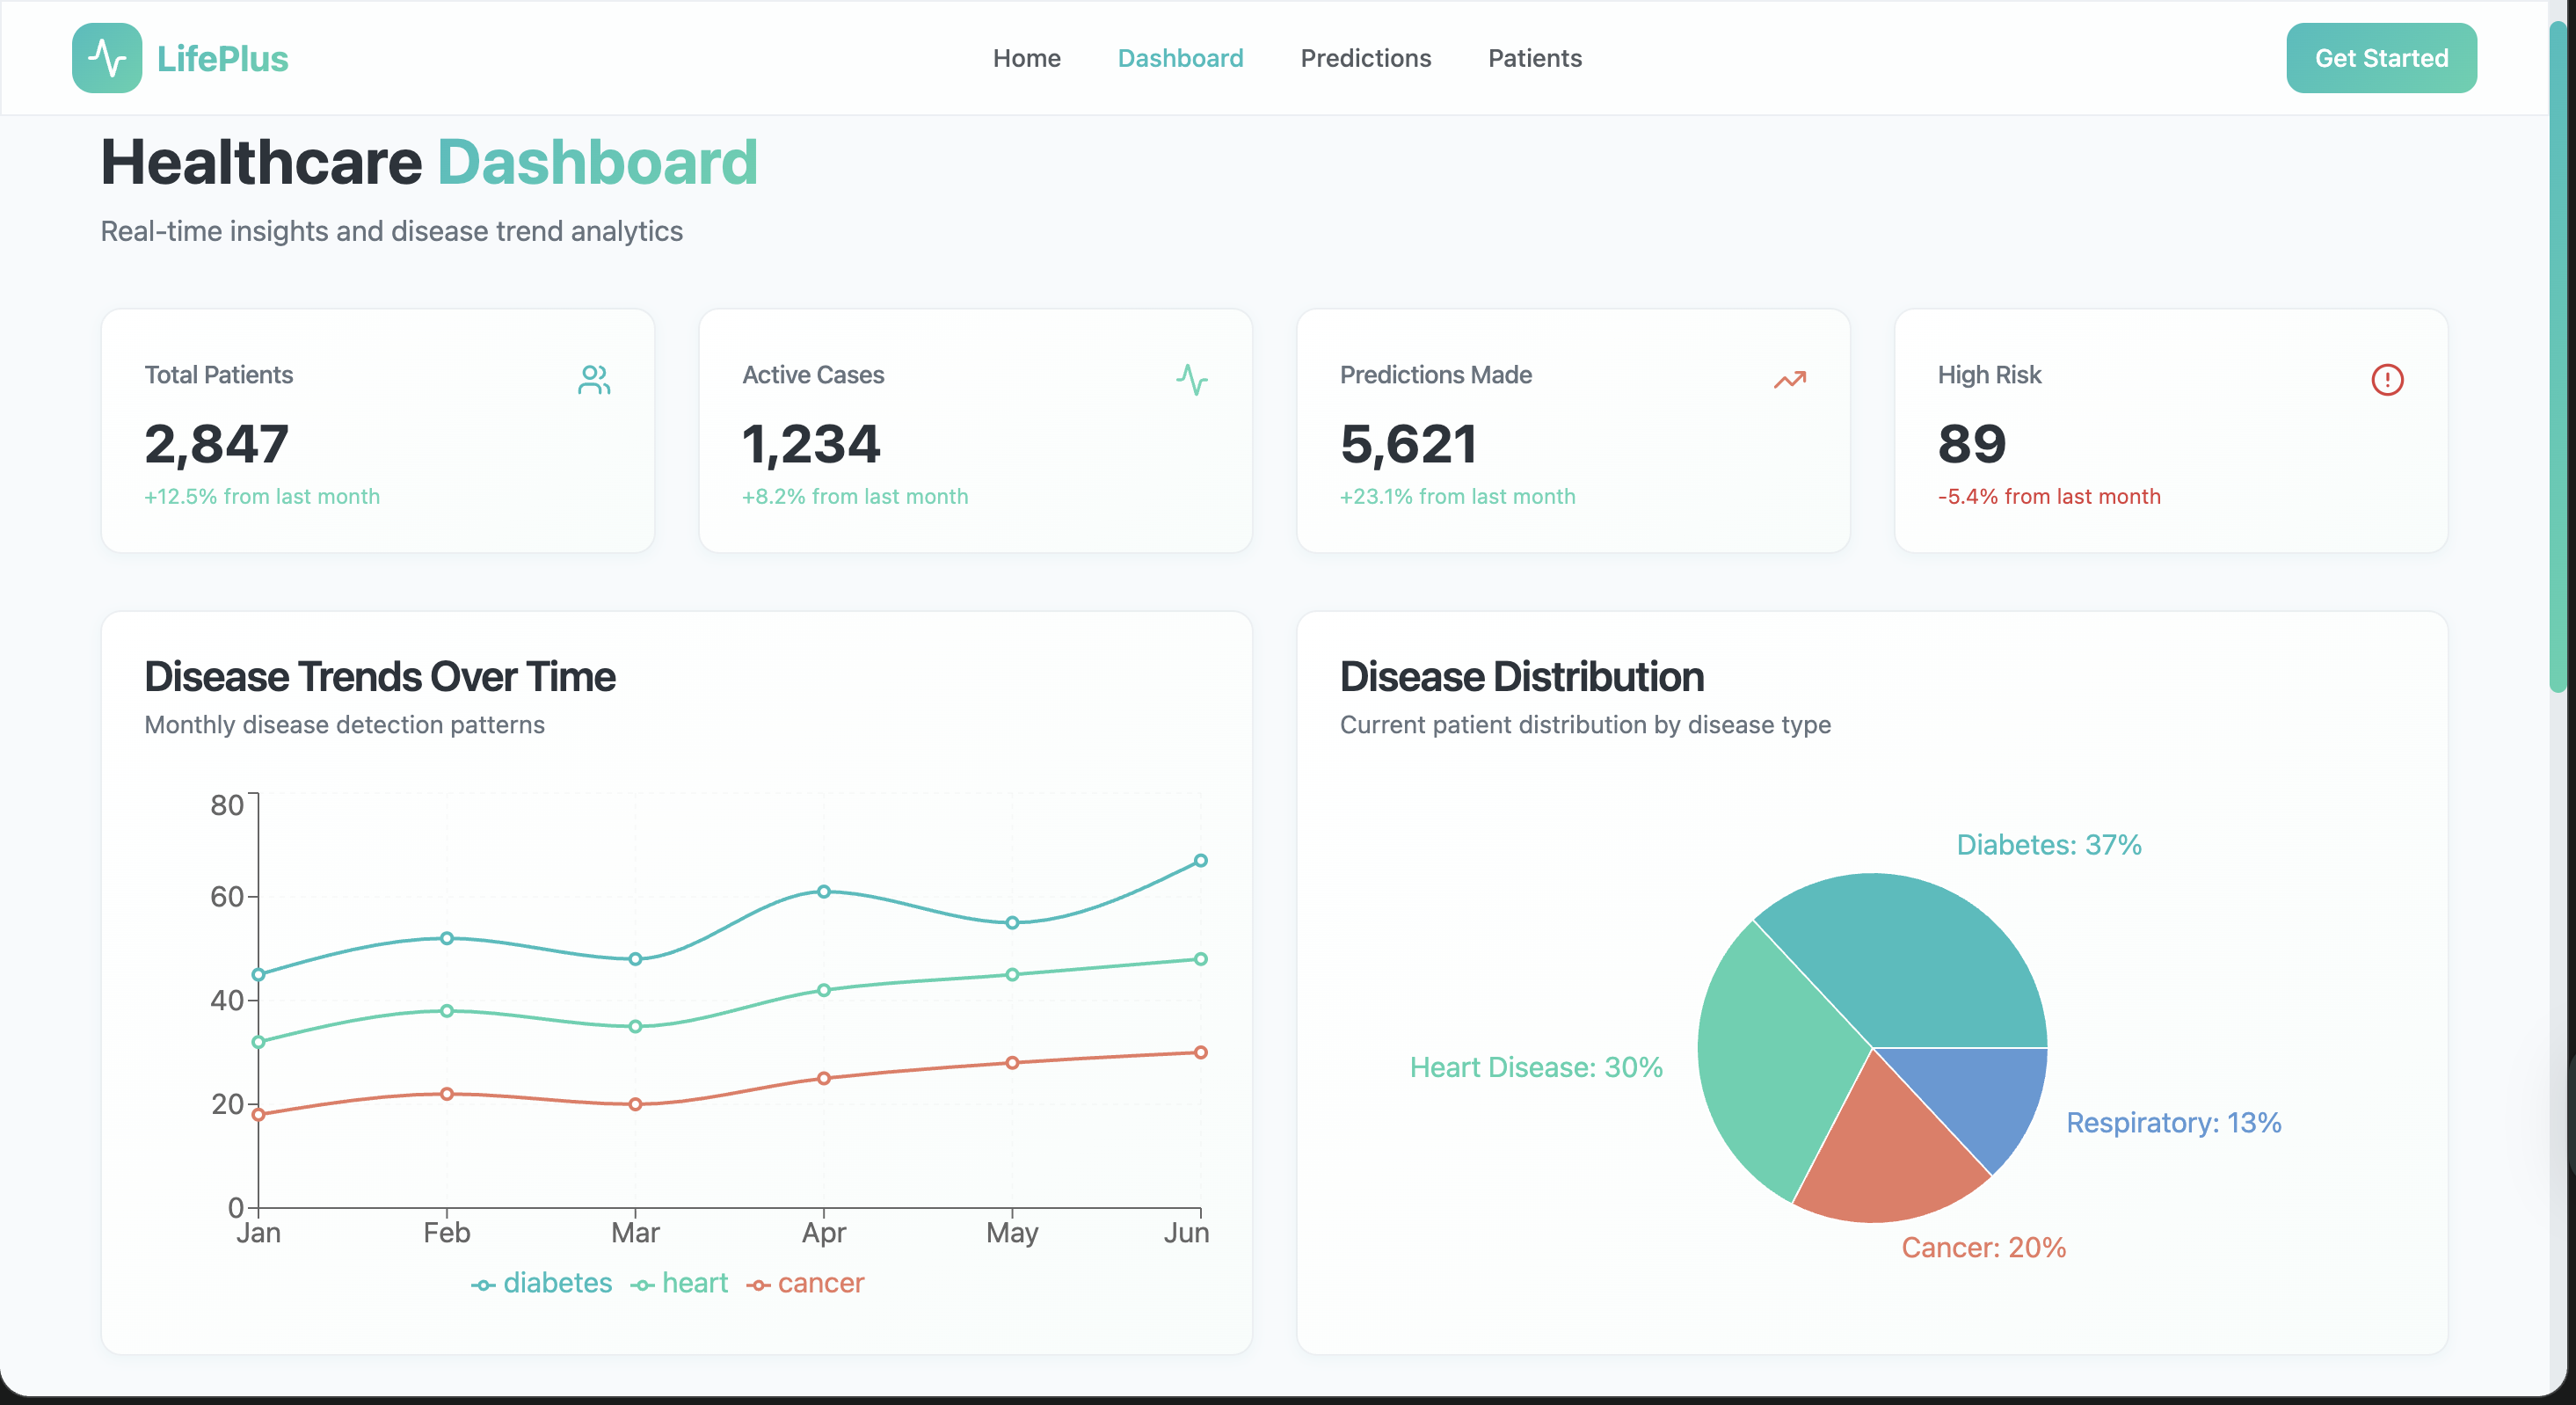 LifePlus
Home Dashboard Predictions Patients
Get Started
Healthcare Dashboard
Real-time insights and disease trend analytics
Total Patients
2,847
+12.5% from last month
Active Cases
1,234
+8.2% from last month
Predictions Made
5,621
+23.1% from last month
High Risk
89
-5.4% from last month
Disease Trends Over Time
Monthly disease detection patterns
80
60
40
20
0
Jan Feb Mar Apr May Jun
diabetes heart cancer
Disease Distribution
Current patient distribution by disease type
Diabetes: 37%
Heart Disease: 30%
Respiratory: 13%
Cancer: 20%